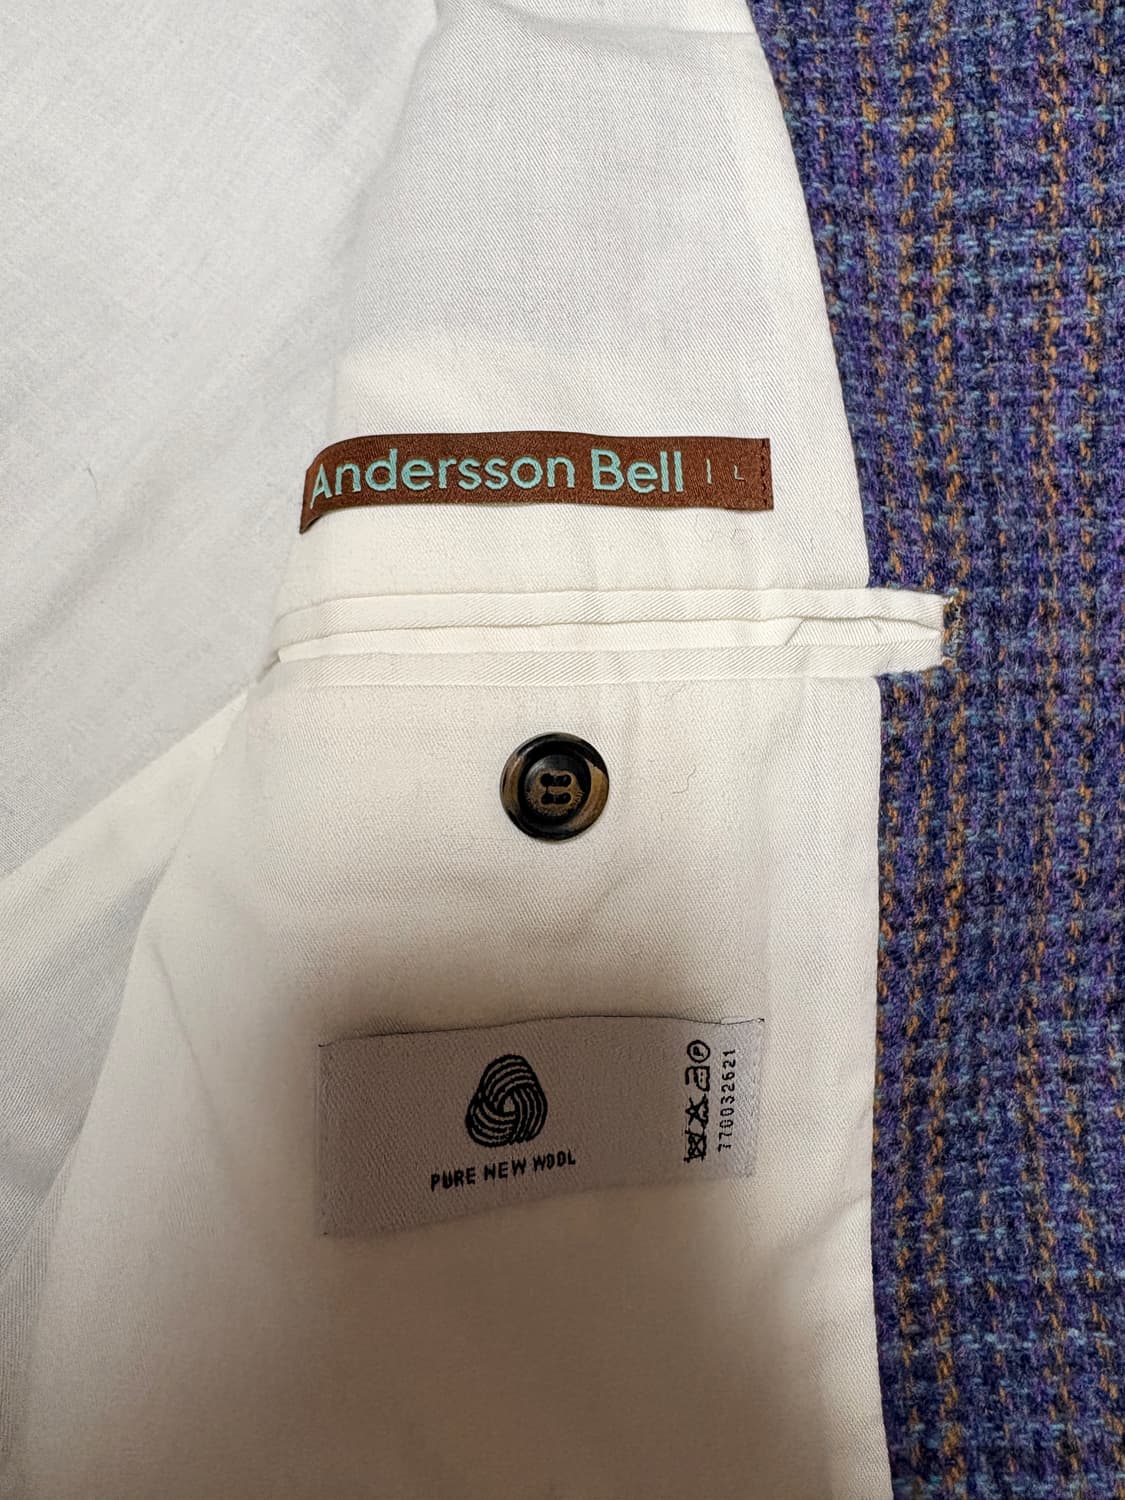 Andersson Bell | L
PURE NEW WOOL
770032621